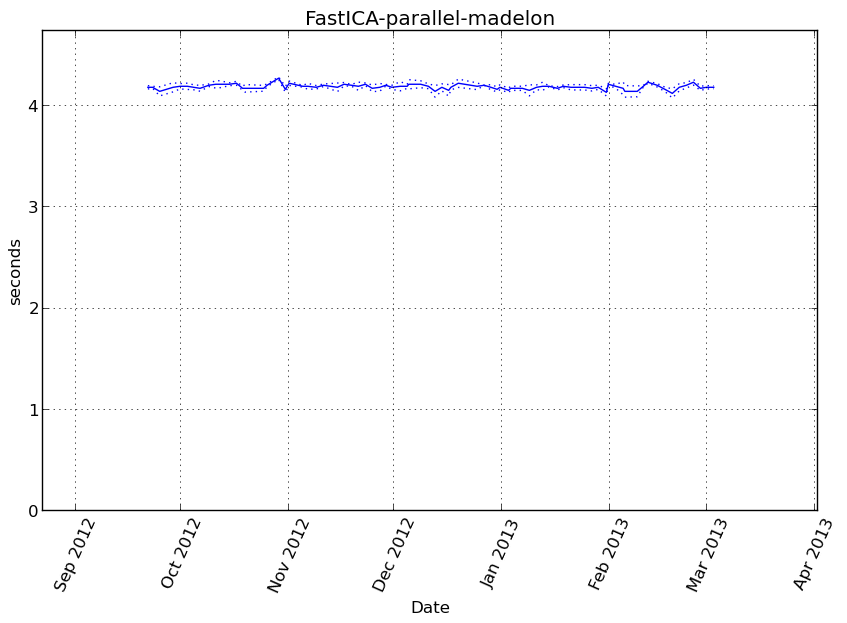 FastICA-parallel-madelon
seconds
4
3
2
1
0
Sep 2012
Oct 2012
Nov 2012
Dec 2012
Jan 2013
Feb 2013
Mar 2013
Apr 2013
Date